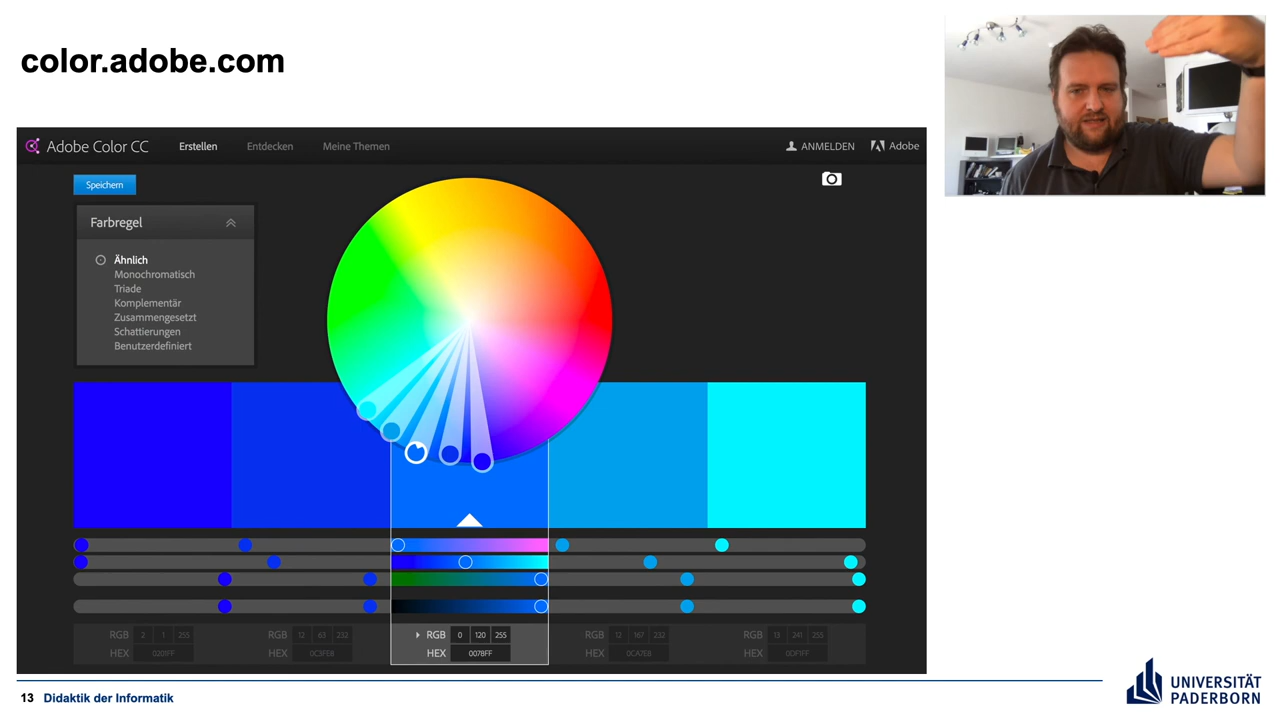 color.adobe.com
Adobe Color CC Erstellen Entdecken Meine Themen ANMELDEN Adobe
Speichern
Farbregel
Ähnlich
Monochromatisch
Triade
Komplementär
Zusammengesetzt
Schattierungen
Benutzerdefiniert
RGB 2 1 255 RGB 12 63 232 RGB 0 120 255 RGB 12 167 232 RGB 13 241 255
HEX 0201FF HEX 0C3FE8 HEX 0078FF HEX 0CA7E8 HEX 0DF1FF
13 Didaktik der Informatik
UNIVERSITÄT
PADERBORN